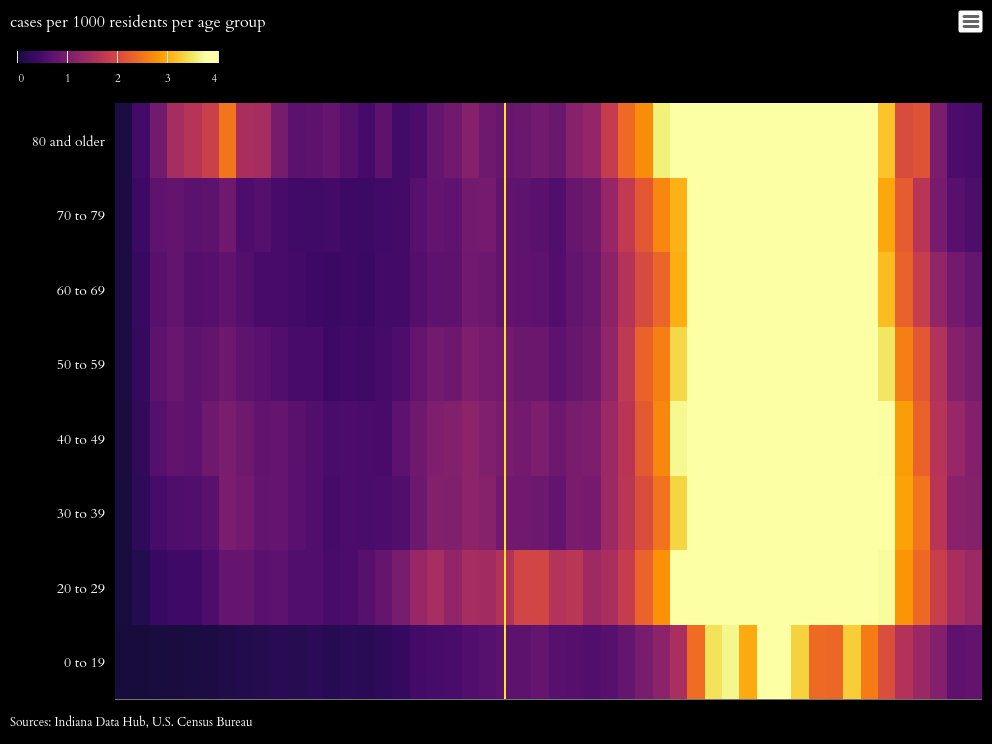 cases per 1000 residents per age group
0 1 2 3 4
80 and older
70 to 79
60 to 69
50 to 59
40 to 49
30 to 39
20 to 29
0 to 19
Sources: Indiana Data Hub, U.S. Census Bureau